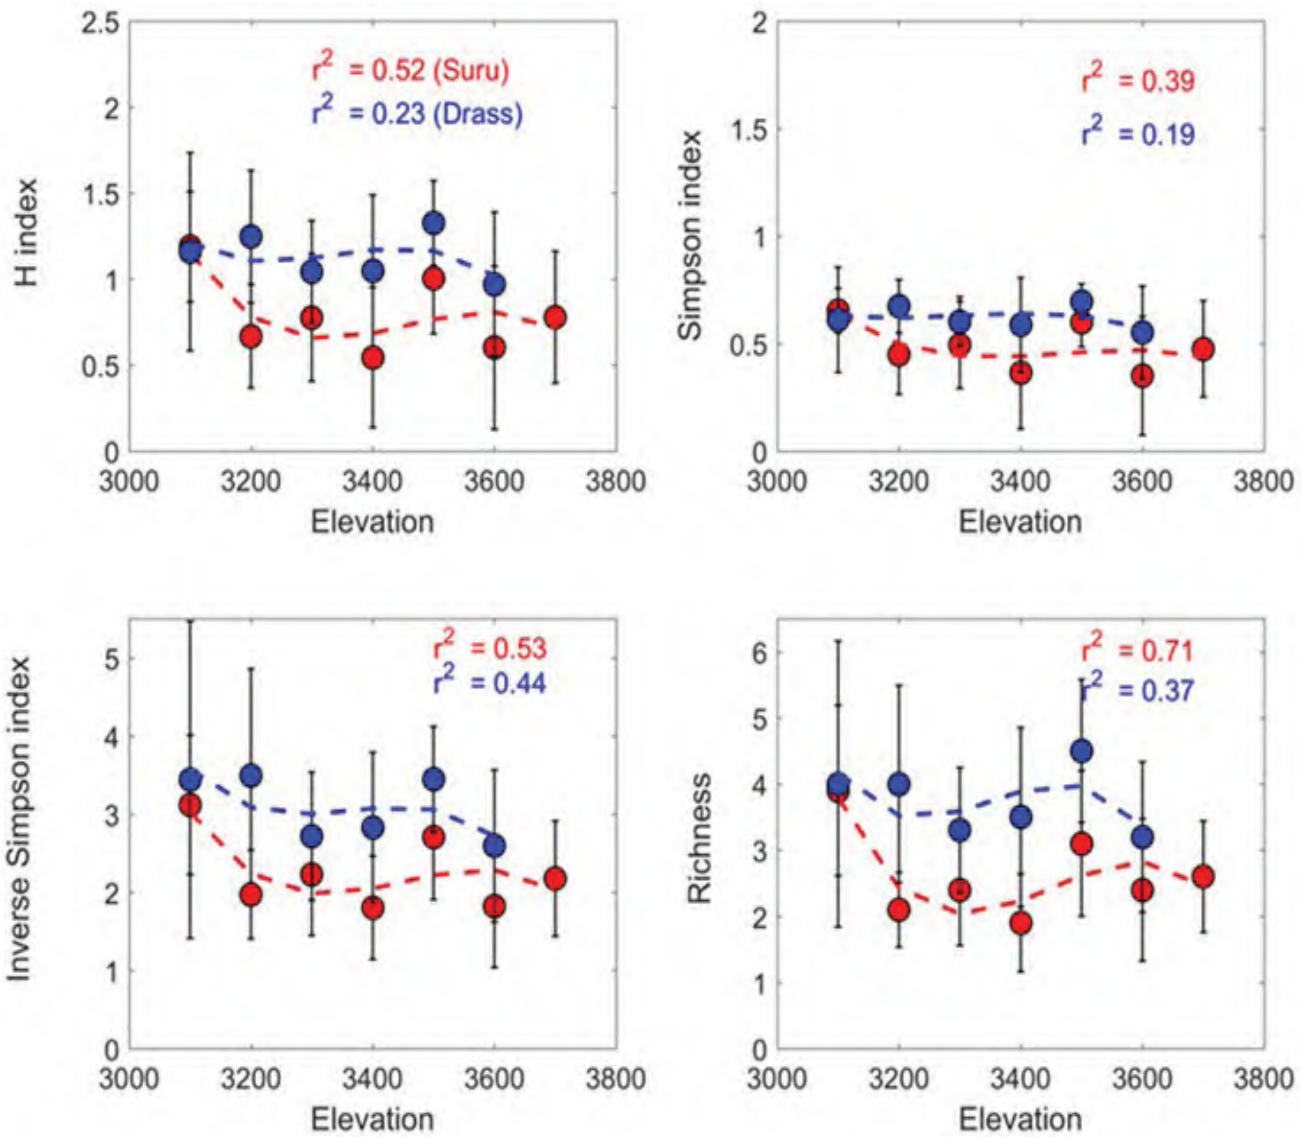 2.5
2
1.5
1
0.5
0
H index
r² = 0.52 (Suru)
r² = 0.23 (Drass)
3000 3200 3400 3600 3800
Elevation
2
1.5
1
0.5
0
Simpson index
r² = 0.39
r² = 0.19
3000 3200 3400 3600 3800
Elevation
5
4
3
2
1
0
Inverse Simpson index
r² = 0.53
r² = 0.44
3000 3200 3400 3600 3800
Elevation
6
5
4
3
2
1
0
Richness
r² = 0.71
r² = 0.37
3000 3200 3400 3600 3800
Elevation